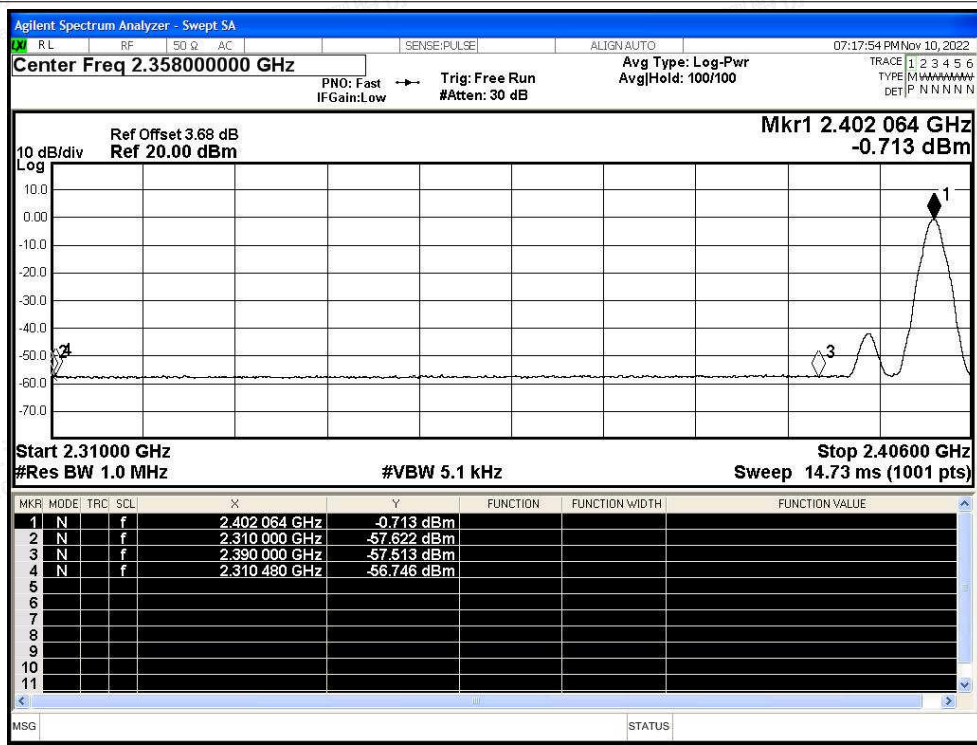 Agilent Spectrum Analyzer - Swept SA
LXI RL RF 50 Ω AC SENSE:PULSE ALIGN AUTO 07:17:54 PM Nov 10, 2022
Center Freq 2.358000000 GHz
PNO: Fast
IFGain:Low
Trig: Free Run
#Atten: 30 dB
Avg Type: Log-Pwr
Avg|Hold: 100/100
TRACE 1 2 3 4 5 6
TYPE M
DET P N N N N N
Ref Offset 3.68 dB
10 dB/div Ref 20.00 dBm
Log
Mkr1 2.402 064 GHz
-0.713 dBm
10.0
0.00
-10.0
-20.0
-30.0
-40.0
-50.0
-60.0
-70.0
1
2
4
3
Start 2.31000 GHz Stop 2.40600 GHz
#Res BW 1.0 MHz #VBW 5.1 kHz Sweep 14.73 ms (1001 pts)
MKR MODE TRC SCL X Y FUNCTION FUNCTION WIDTH FUNCTION VALUE
1 N f 2.402 064 GHz -0.713 dBm
2 N f 2.310 000 GHz -57.622 dBm
3 N f 2.390 000 GHz -57.513 dBm
4 N f 2.310 480 GHz -56.746 dBm
5
6
7
8
9
10
11
MSG STATUS